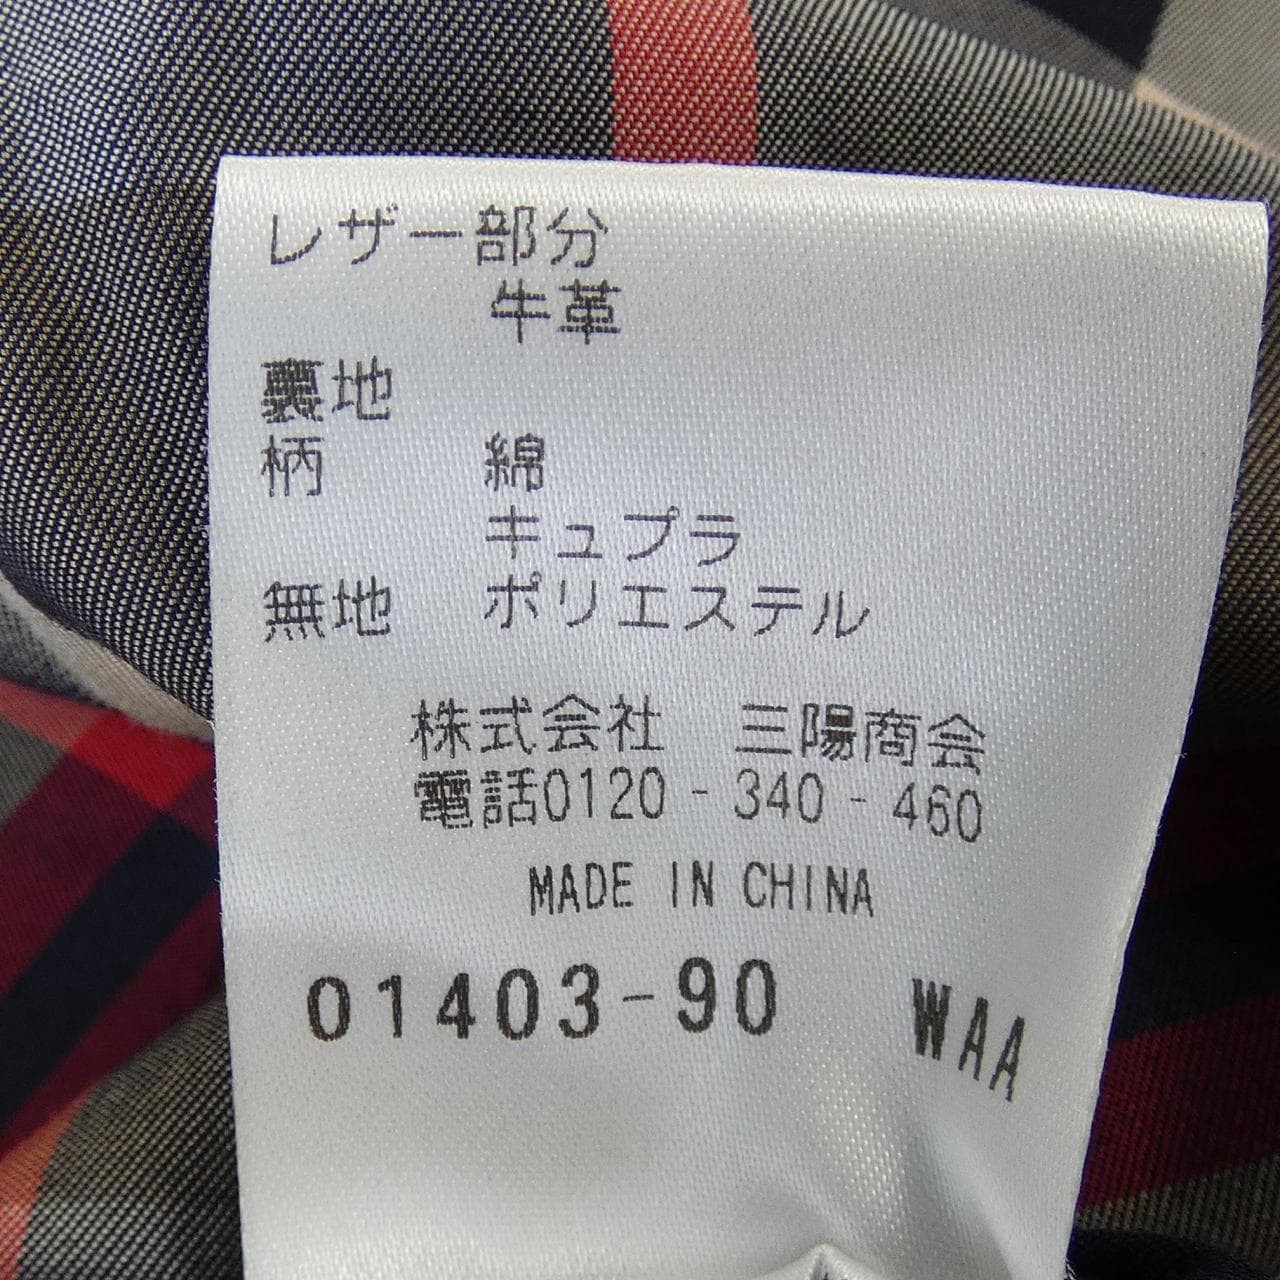 レザー部分
牛革
裏地
柄 綿
キュプラ
無地 ポリエステル
株式会社 三陽商会
電話0120-340-460
MADE IN CHINA
01403-90 WAA